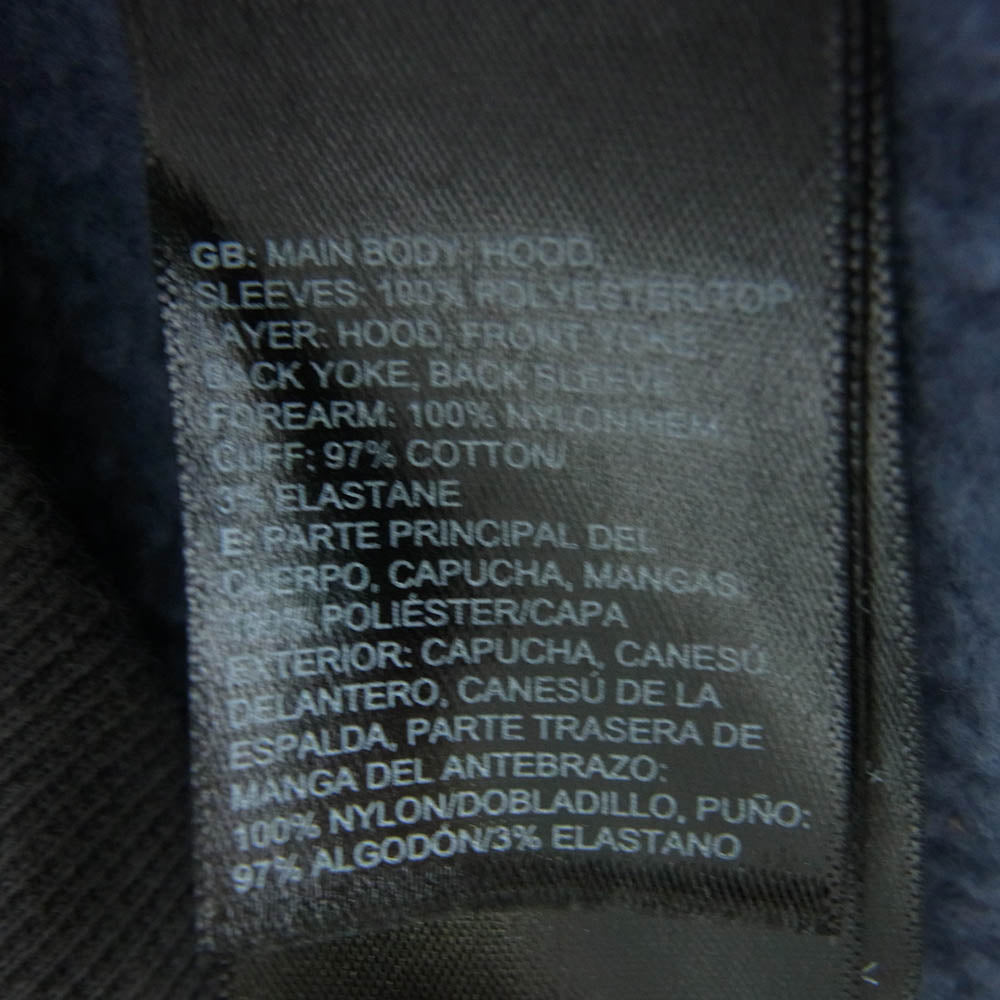 GB: MAIN BODY, HOOD,
SLEEVES: 100% POLYESTER/TOP
LAYER: HOOD, FRONT YOKE,
BACK YOKE, BACK SLEEVE
FOREARM: 100% NYLON/HEM,
CUFF: 97% COTTON/
3% ELASTANE
E: PARTE PRINCIPAL DEL
CUERPO, CAPUCHA, MANGAS:
100% POLIÉSTER/CAPA
EXTERIOR: CAPUCHA, CANESÚ
DELANTERO, CANESÚ DE LA
ESPALDA, PARTE TRASERA DE
MANGA DEL ANTEBRAZO:
100% NYLON/DOBLADILLO, PUÑO:
97% ALGODÓN/3% ELASTANO